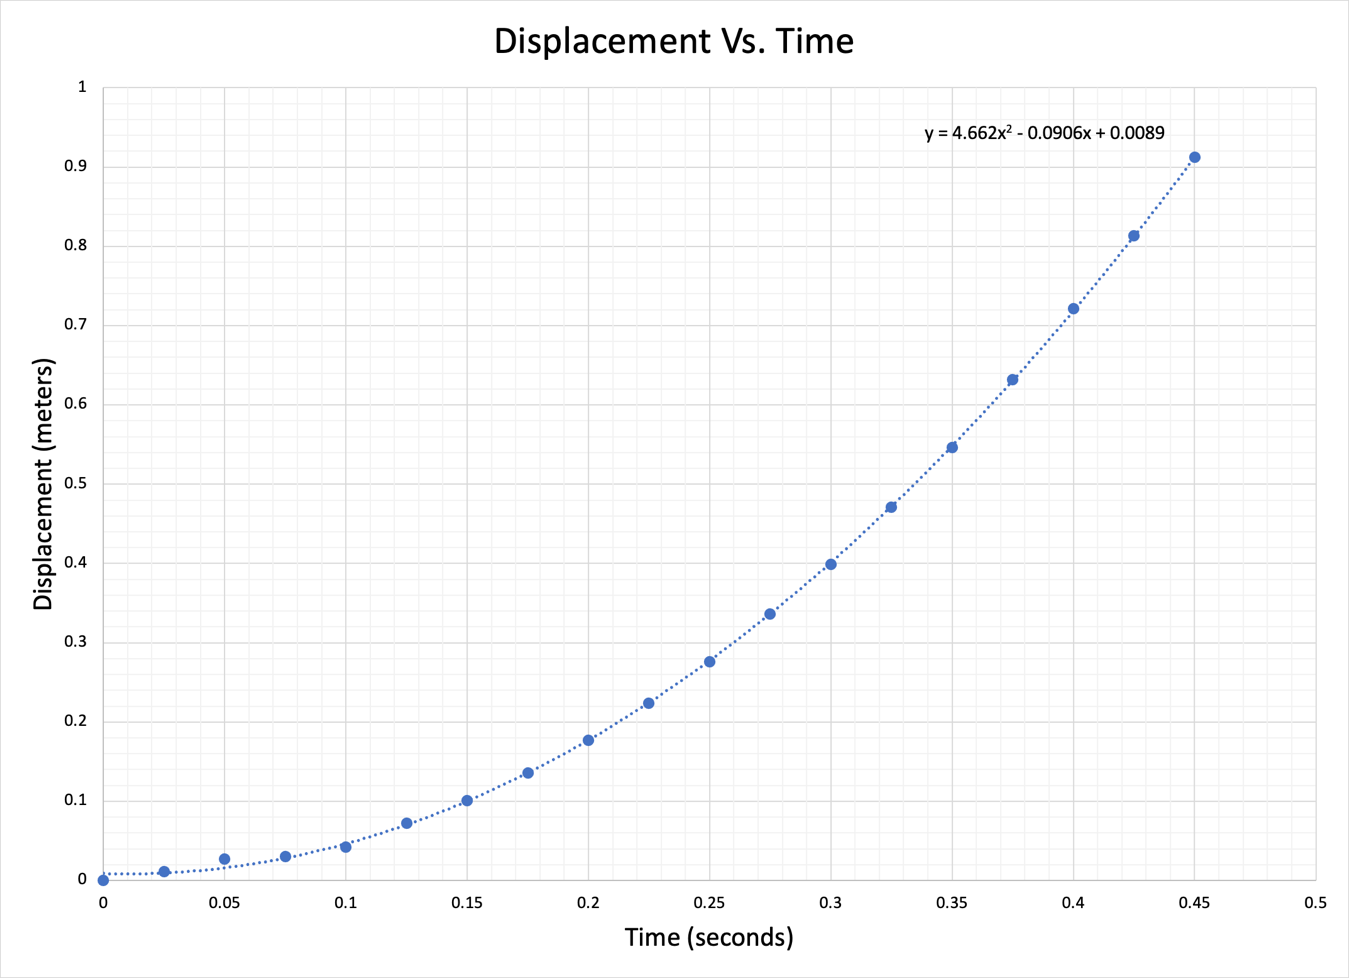 Displacement Vs. Time
y = 4.662x² - 0.0906x + 0.0089
Displacement (meters)
1
0.9
0.8
0.7
0.6
0.5
0.4
0.3
0.2
0.1
0
0 0.05 0.1 0.15 0.2 0.25 0.3 0.35 0.4 0.45 0.5
Time (seconds)